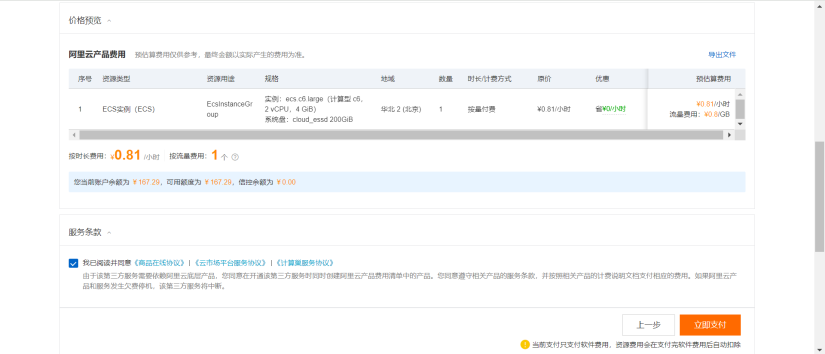 价格预览
阿里云产品费用 预估算费用仅供参考，最终金额以实际产生的费用为准。 导出文件
序号 资源类型 资源用途 规格 地域 数量 时长/计费方式 原价 优惠 预估算费用
1 ECS实例（ECS） EcsInstanceGroup 实例：ecs.c6.large（计算型 c6，2 vCPU，4 GiB） 系统盘：cloud_essd 200GiB 华北 2 (北京) 1 按量付费 ¥0.81/小时 省¥0/小时 ¥0.81/小时 流量费用：¥0.8/GB
按时长费用：¥0.81 /小时 按流量费用：1 个
您当前账户余额为 ¥167.29，可用额度为 ¥167.29，信控余额为 ¥0.00
服务条款
我已阅读并同意《商品在线协议》 | 《云市场平台服务协议》 | 《计算巢服务协议》
由于该第三方服务需要依赖阿里云底层产品，您同意在开通该第三方服务时同时创建阿里云产品费用清单中的产品。您同意遵守相关产品的服务条款，并按照相关产品的计费说明文档支付相应的费用。如果阿里云产
品和服务发生欠费停机，该第三方服务将中断。
上一步 立即支付
当前支付只支付软件费用，资源费用会在支付完软件费用后自动扣除